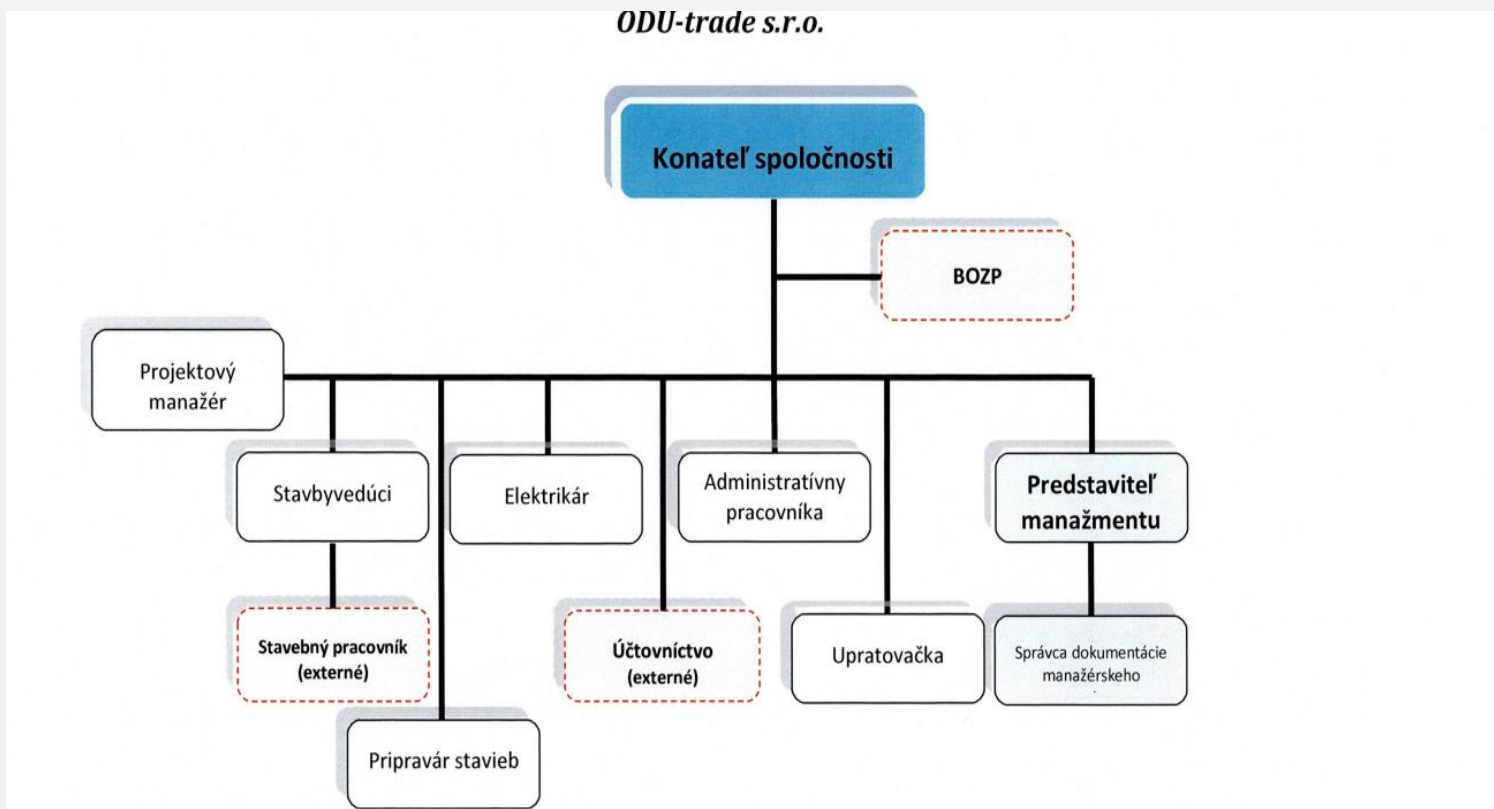 ODU-trade s.r.o.
Konateľ spoločnosti
BOZP
Projektový
manažér
Stavbyvedúci
Elektrikár
Administratívny
pracovníka
Predstaviteľ
manažmentu
Stavebný pracovník
(externé)
Účtovníctvo
(externé)
Upratovačka
Správca dokumentácie
manažérskeho
Pripravár stavieb